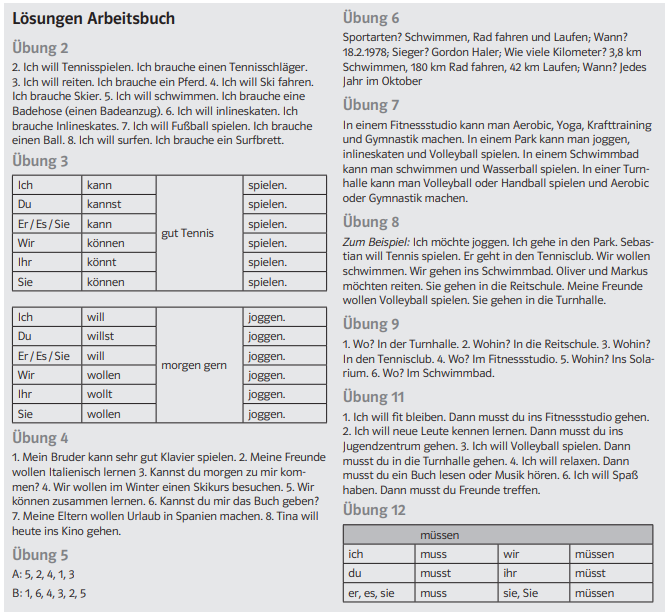 Lösungen Arbeitsbuch
Übung 2
2. Ich will Tennisspielen. Ich brauche einen Tennisschläger.
3. Ich will reiten. Ich brauche ein Pferd. 4. Ich will Ski fahren.
Ich brauche Skier. 5. Ich will schwimmen. Ich brauche eine
Badehose (einen Badeanzug). 6. Ich will inlineskaten. Ich
brauche Inlineskates. 7. Ich will Fußball spielen. Ich brauche
einen Ball. 8. Ich will surfen. Ich brauche ein Surfbrett.
Übung 3
Ich kann gut Tennis spielen.
Du kannst spielen.
Er / Es / Sie kann spielen.
Wir können spielen.
Ihr könnt spielen.
Sie können spielen.
Ich will morgen gern joggen.
Du willst joggen.
Er / Es / Sie will joggen.
Wir wollen joggen.
Ihr wollt joggen.
Sie wollen joggen.
Übung 4
1. Mein Bruder kann sehr gut Klavier spielen. 2. Meine Freunde
wollen Italienisch lernen 3. Kannst du morgen zu mir kom-
men? 4. Wir wollen im Winter einen Skikurs besuchen. 5. Wir
können zusammen lernen. 6. Kannst du mir das Buch geben?
7. Meine Eltern wollen Urlaub in Spanien machen. 8. Tina will
heute ins Kino gehen.
Übung 5
A: 5, 2, 4, 1, 3
B: 1, 6, 4, 3, 2, 5
Übung 6
Sportarten? Schwimmen, Rad fahren und Laufen; Wann?
18.2.1978; Sieger? Gordon Haler; Wie viele Kilometer? 3,8 km
Schwimmen, 180 km Rad fahren, 42 km Laufen; Wann? Jedes
Jahr im Oktober
Übung 7
In einem Fitnessstudio kann man Aerobic, Yoga, Krafttraining
und Gymnastik machen. In einem Park kann man joggen,
inlineskaten und Volleyball spielen. In einem Schwimmbad
kann man schwimmen und Wasserball spielen. In einer Turn-
halle kann man Volleyball oder Handball spielen und Aerobic
oder Gymnastik machen.
Übung 8
Zum Beispiel: Ich möchte joggen. Ich gehe in den Park. Sebas-
tian will Tennis spielen. Er geht in den Tennisclub. Wir wollen
schwimmen. Wir gehen ins Schwimmbad. Oliver und Markus
möchten reiten. Sie gehen in die Reitschule. Meine Freunde
wollen Volleyball spielen. Sie gehen in die Turnhalle.
Übung 9
1. Wo? In der Turnhalle. 2. Wohin? In die Reitschule. 3. Wohin?
In den Tennisclub. 4. Wo? Im Fitnessstudio. 5. Wohin? Ins Sola-
rium. 6. Wo? Im Schwimmbad.
Übung 11
1. Ich will fit bleiben. Dann musst du ins Fitnessstudio gehen.
2. Ich will neue Leute kennen lernen. Dann musst du ins
Jugendzentrum gehen. 3. Ich will Volleyball spielen. Dann
musst du in die Turnhalle gehen. 4. Ich will relaxen. Dann
musst du ein Buch lesen oder Musik hören. 6. Ich will Spaß
haben. Dann musst du Freunde treffen.
Übung 12
müssen
ich muss wir müssen
du musst ihr müsst
er, es, sie muss sie, Sie müssen